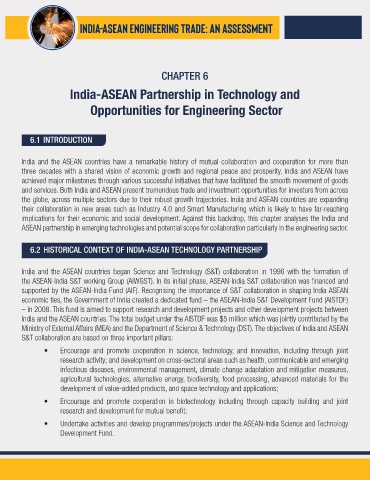 INDIA-ASEAN ENGINEERING TRADE: AN ASSESSMENT
CHAPTER 6
India-ASEAN Partnership in Technology and
Opportunities for Engineering Sector
6.1 INTRODUCTION
India and the ASEAN countries have a remarkable history of mutual collaboration and cooperation for more than
three decades with a shared vision of economic growth and regional peace and prosperity. India and ASEAN have
achieved major milestones through various successful initiatives that have facilitated the smooth movement of goods
and services. Both India and ASEAN present tremendous trade and investment opportunities for investors from across
the globe, across multiple sectors due to their robust growth trajectories. India and ASEAN countries are expanding
their collaboration in new areas such as Industry 4.0 and Smart Manufacturing which is likely to have far-reaching
implications for their economic and social development. Against this backdrop, this chapter analyses the India and
ASEAN partnership in emerging technologies and potential scope for collaboration particularly in the engineering sector.
6.2 HISTORICAL CONTEXT OF INDIA-ASEAN TECHNOLOGY PARTNERSHIP
India and the ASEAN countries began Science and Technology (S&T) collaboration in 1996 with the formation of
the ASEAN-India S&T working Group (AIWGST). In its initial phase, ASEAN-India S&T collaboration was financed and
supported by the ASEAN-India Fund (AIF). Recognising the importance of S&T collaboration in shaping India ASEAN
economic ties, the Government of India created a dedicated fund – the ASEAN-India S&T Development Fund (AISTDF)
– in 2008. This fund is aimed to support research and development projects and other development projects between
India and the ASEAN countries. The total budget under the AISTDF was $5 million which was jointly contributed by the
Ministry of External Affairs (MEA) and the Department of Science & Technology (DST). The objectives of India and ASEAN
S&T collaboration are based on three important pillars:
• Encourage and promote cooperation in science, technology, and innovation, including through joint
research activity; and development on cross-sectoral areas such as health, communicable and emerging
infectious diseases, environmental management, climate change adaptation and mitigation measures,
agricultural technologies, alternative energy, biodiversity, food processing, advanced materials for the
development of value-added products, and space technology and applications;
• Encourage and promote cooperation in biotechnology including through capacity building and joint
research and development for mutual benefit;
• Undertake activities and develop programmes/projects under the ASEAN-India Science and Technology
Development Fund.